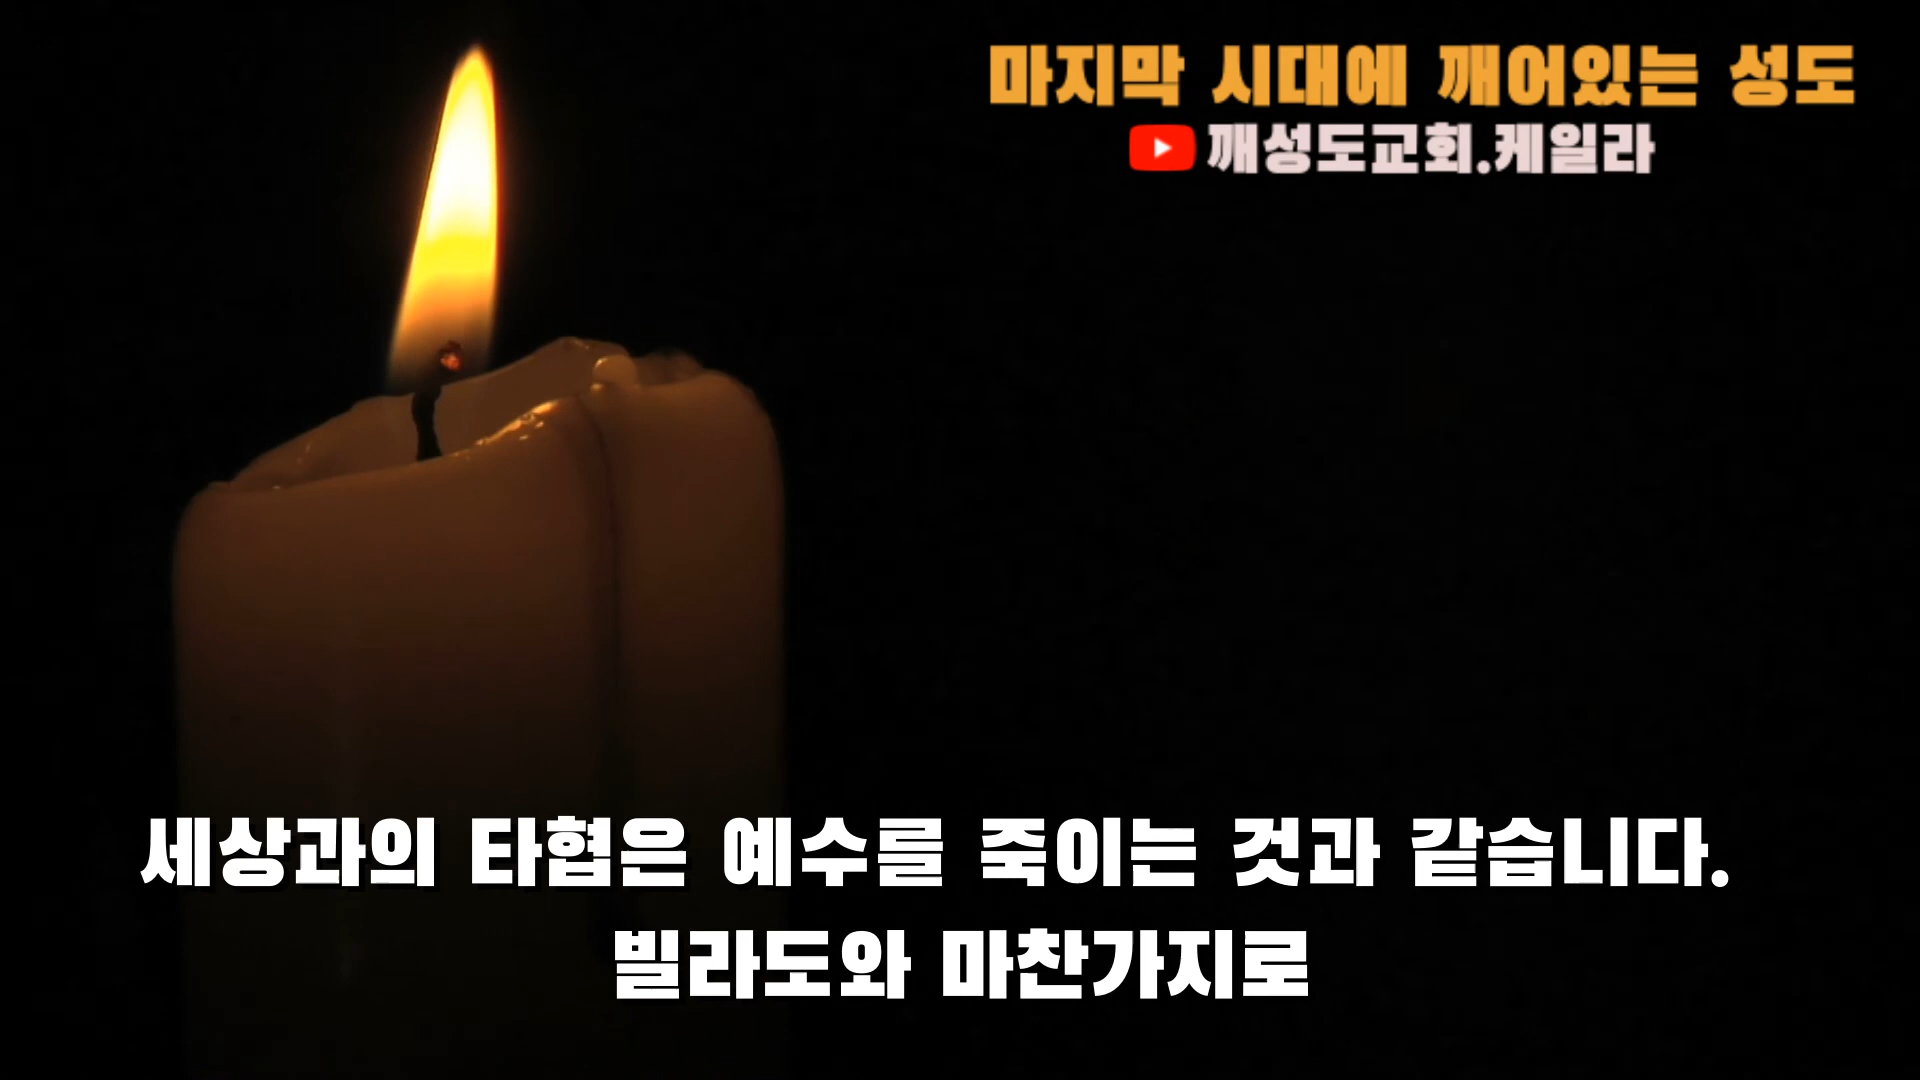 마지막 시대에 깨어있는 성도
깨성도교회.케일라
세상과의 타협은 예수를 죽이는 것과 같습니다.
빌라도와 마찬가지로